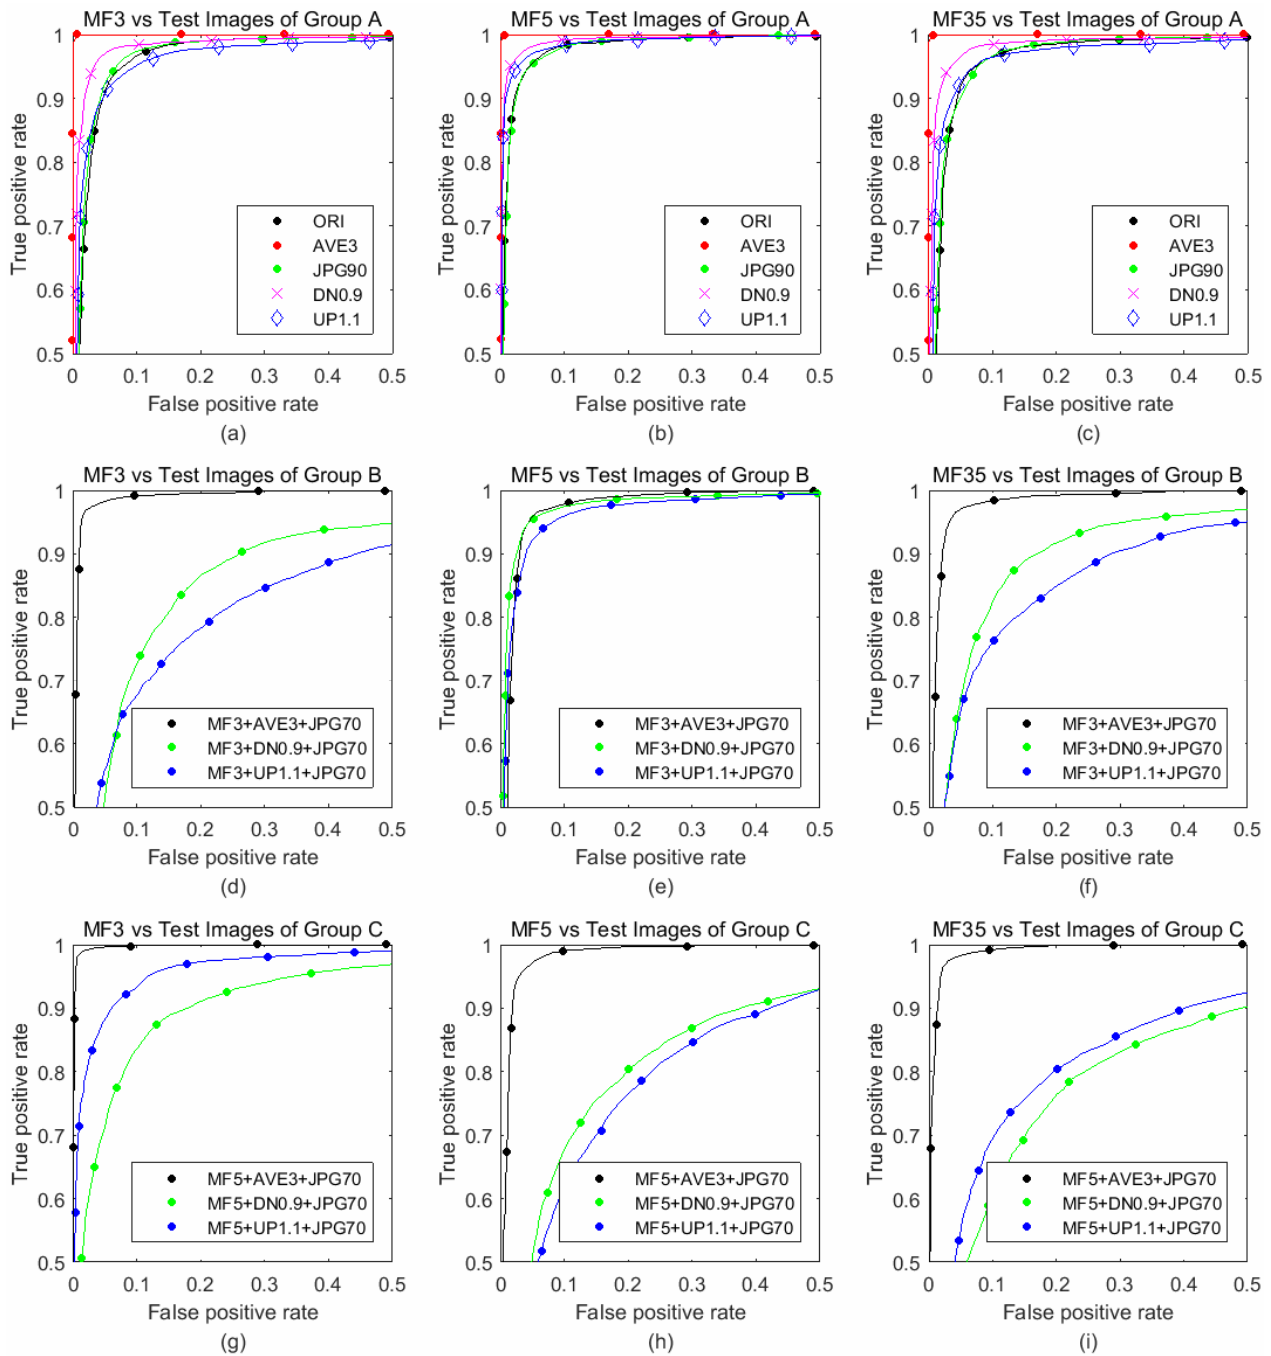 MF3 vs Test Images of Group A
True positive rate
1
0.9
0.8
0.7
0.6
0.5
ORI
AVE3
JPG90
DN0.9
UP1.1
0 0.1 0.2 0.3 0.4 0.5
False positive rate
(a)
MF5 vs Test Images of Group A
True positive rate
1
0.9
0.8
0.7
0.6
0.5
ORI
AVE3
JPG90
DN0.9
UP1.1
0 0.1 0.2 0.3 0.4 0.5
False positive rate
(b)
MF35 vs Test Images of Group A
True positive rate
1
0.9
0.8
0.7
0.6
0.5
ORI
AVE3
JPG90
DN0.9
UP1.1
0 0.1 0.2 0.3 0.4 0.5
False positive rate
(c)
MF3 vs Test Images of Group B
True positive rate
1
0.9
0.8
0.7
0.6
0.5
MF3+AVE3+JPG70
MF3+DN0.9+JPG70
MF3+UP1.1+JPG70
0 0.1 0.2 0.3 0.4 0.5
False positive rate
(d)
MF5 vs Test Images of Group B
True positive rate
1
0.9
0.8
0.7
0.6
0.5
MF3+AVE3+JPG70
MF3+DN0.9+JPG70
MF3+UP1.1+JPG70
0 0.1 0.2 0.3 0.4 0.5
False positive rate
(e)
MF35 vs Test Images of Group B
True positive rate
1
0.9
0.8
0.7
0.6
0.5
MF3+AVE3+JPG70
MF3+DN0.9+JPG70
MF3+UP1.1+JPG70
0 0.1 0.2 0.3 0.4 0.5
False positive rate
(f)
MF3 vs Test Images of Group C
True positive rate
1
0.9
0.8
0.7
0.6
0.5
MF5+AVE3+JPG70
MF5+DN0.9+JPG70
MF5+UP1.1+JPG70
0 0.1 0.2 0.3 0.4 0.5
False positive rate
(g)
MF5 vs Test Images of Group C
True positive rate
1
0.9
0.8
0.7
0.6
0.5
MF5+AVE3+JPG70
MF5+DN0.9+JPG70
MF5+UP1.1+JPG70
0 0.1 0.2 0.3 0.4 0.5
False positive rate
(h)
MF35 vs Test Images of Group C
True positive rate
1
0.9
0.8
0.7
0.6
0.5
MF5+AVE3+JPG70
MF5+DN0.9+JPG70
MF5+UP1.1+JPG70
0 0.1 0.2 0.3 0.4 0.5
False positive rate
(i)